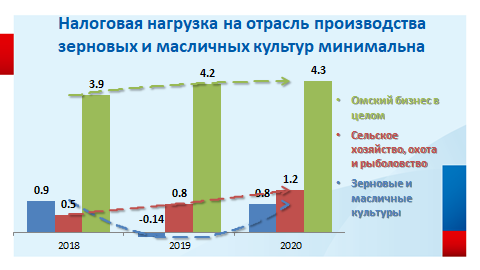 Налоговая нагрузка на отрасль производства
зерновых и масличных культур минимальна
0.9
0.5
3.9
-0.14
0.8
4.2
0.8
1.2
4.3
2018
2019
2020
• Омский бизнес в
целом
• Сельское
хозяйство, охота
и рыболовство
• Зерновые и
масличные
культуры